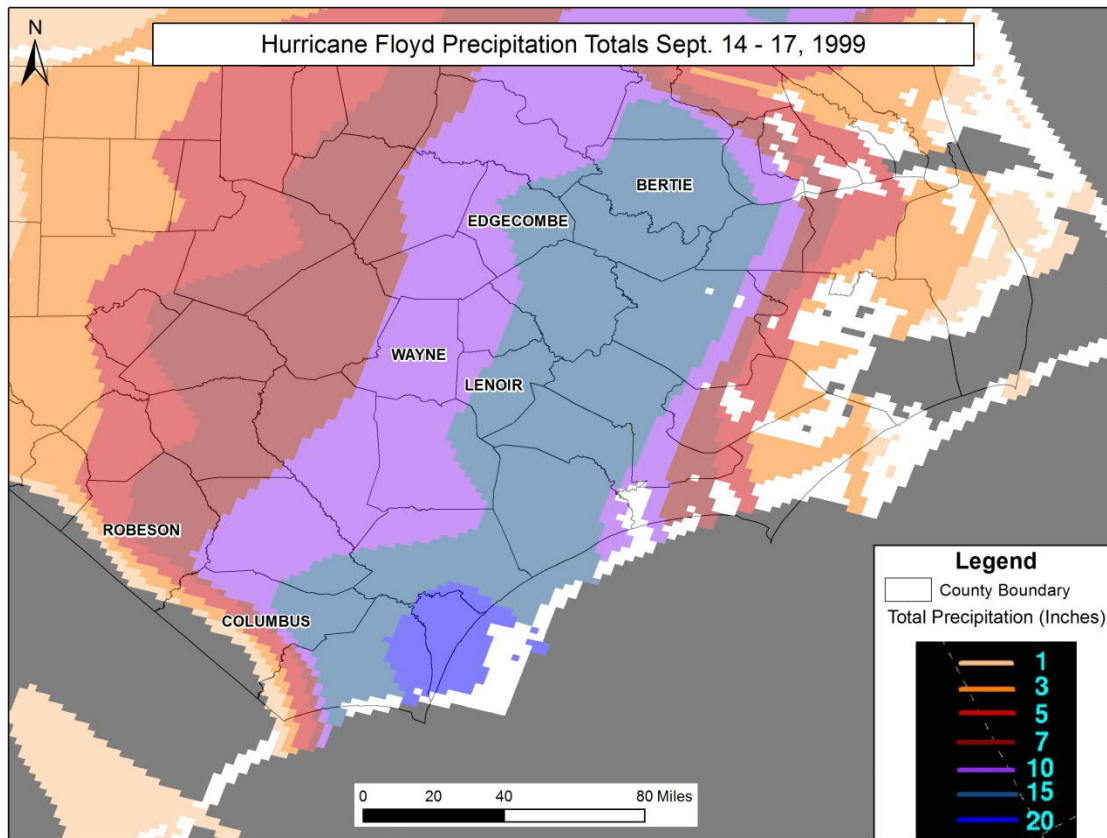 Hurricane Floyd Precipitation Totals Sept. 14 - 17, 1999
N
BERTIE
EDGECOMBE
WAYNE
LENOIR
ROBESON
COLUMBUS
Legend
County Boundary
Total Precipitation (Inches)
1
3
5
7
10
15
20
0 20 40 80 Miles